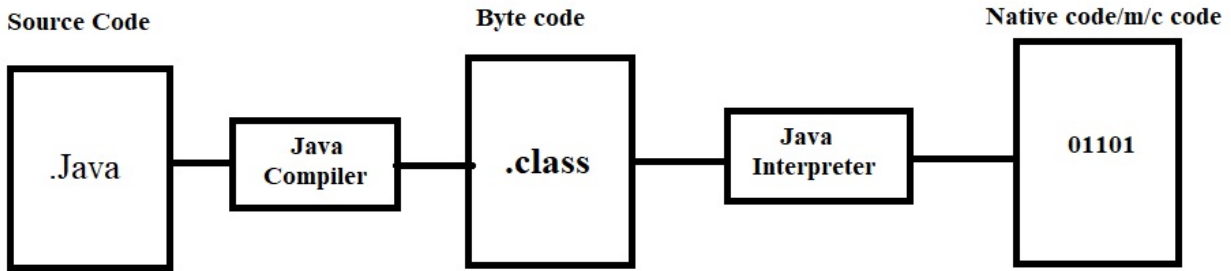 Source Code
Byte code
Native code/m/c code
.Java
Java
Compiler
.class
Java
Interpreter
01101